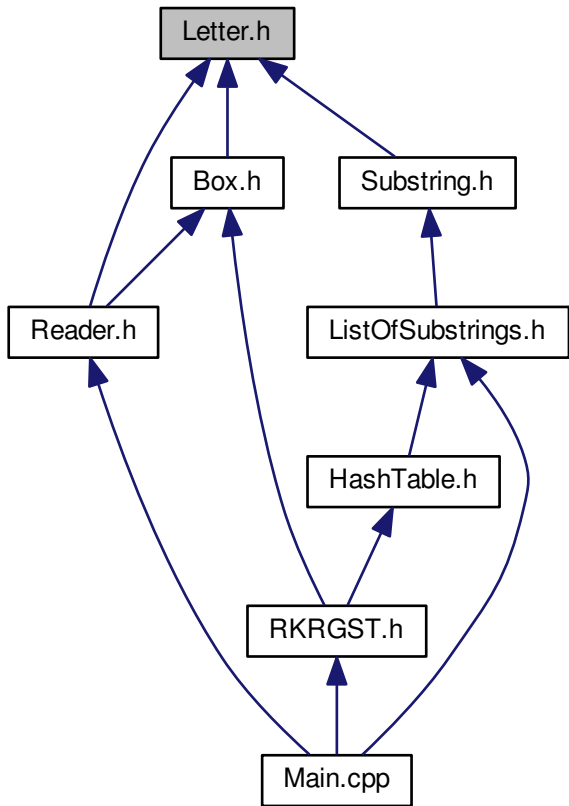 Letter.h
Box.h
Substring.h
Reader.h
ListOfSubstrings.h
HashTable.h
RKRGST.h
Main.cpp